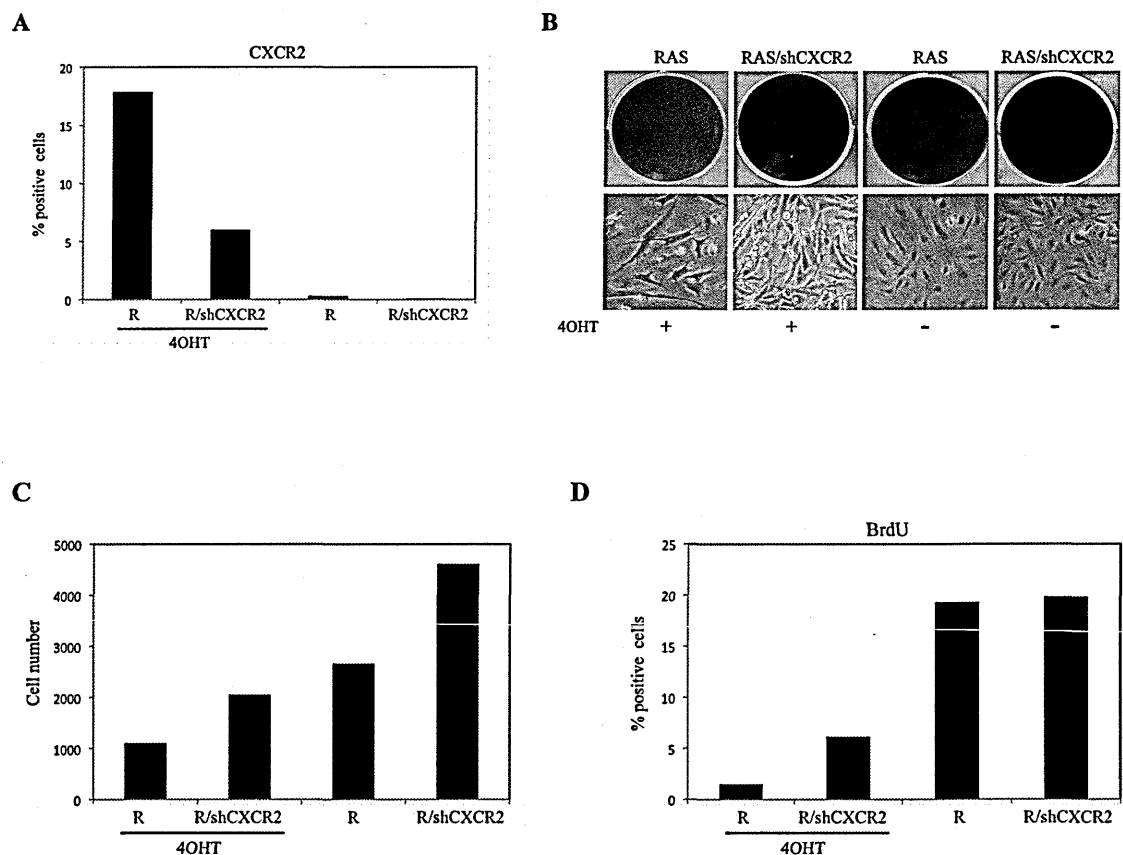 A
CXCR2
% positive cells
20
15
10
5
0
R R/shCXCR2 R R/shCXCR2
4OHT
B
RAS RAS/shCXCR2 RAS RAS/shCXCR2
4OHT + + - -
C
Cell number
5000
4000
3000
2000
1000
0
R R/shCXCR2 R R/shCXCR2
4OHT
D
BrdU
% positive cells
25
20
15
10
5
0
R R/shCXCR2 R R/shCXCR2
4OHT